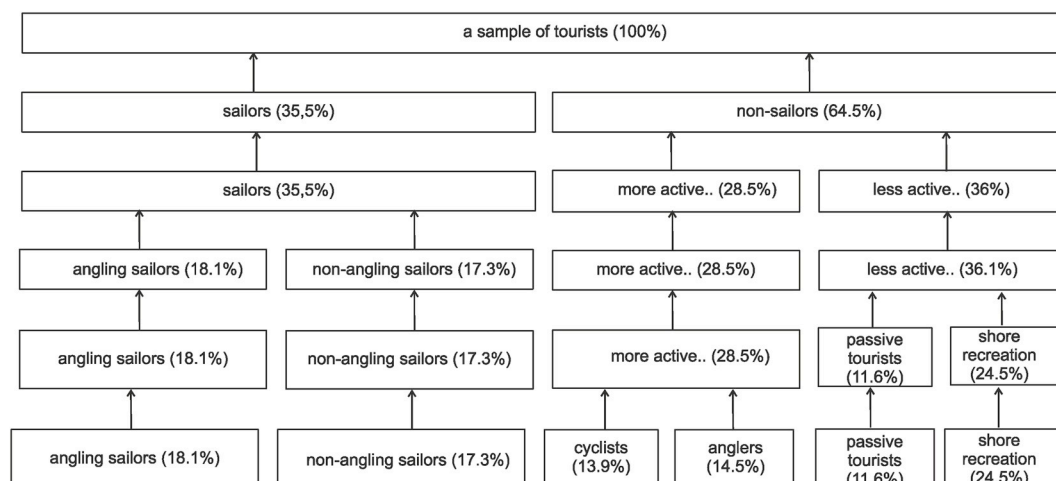 a sample of tourists (100%)
sailors (35,5%)
non-sailors (64.5%)
sailors (35,5%)
more active.. (28.5%)
less active.. (36%)
angling sailors (18.1%)
non-angling sailors (17.3%)
more active.. (28.5%)
less active.. (36.1%)
angling sailors (18.1%)
non-angling sailors (17.3%)
more active.. (28.5%)
passive
tourists
(11.6%)
shore
recreation
(24.5%)
angling sailors (18.1%)
non-angling sailors (17.3%)
cyclists
(13.9%)
anglers
(14.5%)
passive
tourists
(11.6%)
shore
recreation
(24.5%)